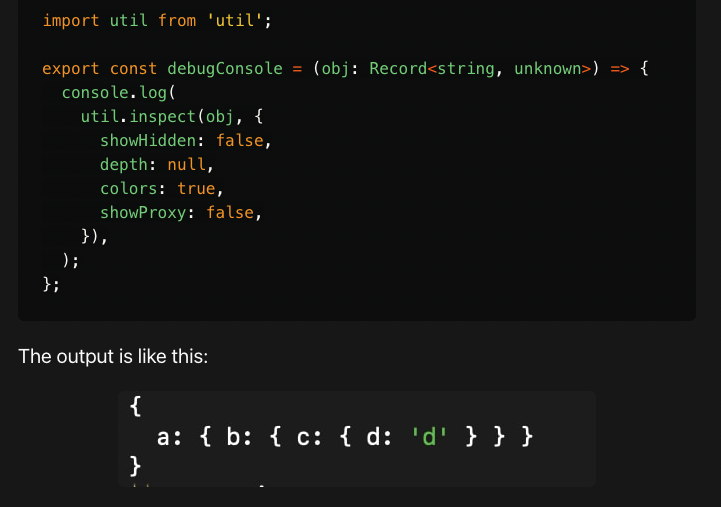 import util from 'util';
export const debugConsole = (obj: Record<string, unknown>) => {
  console.log(
    util.inspect(obj, {
      showHidden: false,
      depth: null,
      colors: true,
      showProxy: false,
    }),
  );
};
The output is like this:
{
  a: { b: { c: { d: 'd' } } }
}